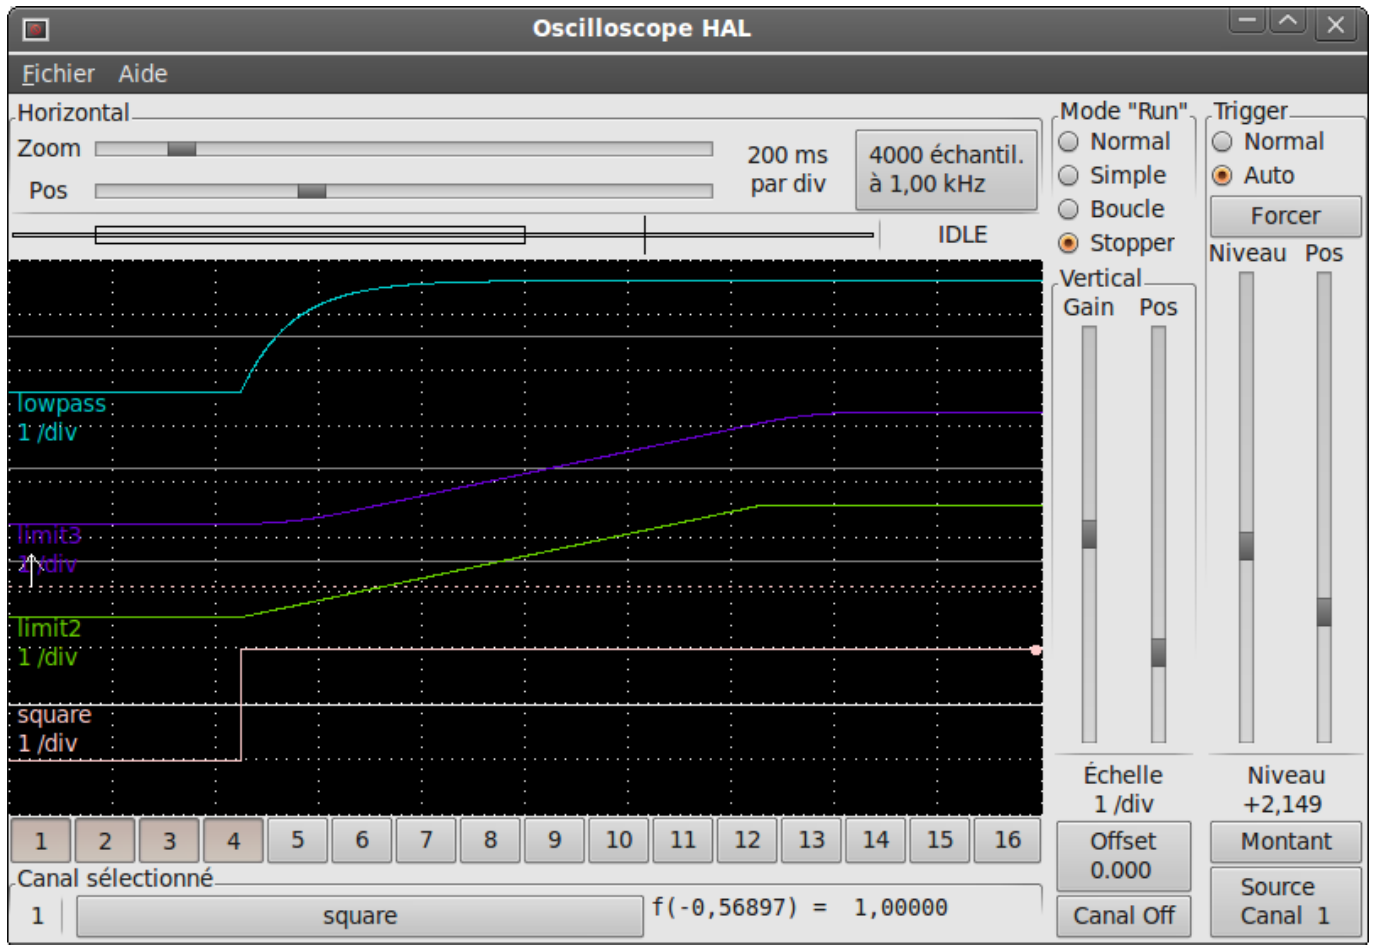 Oscilloscope HAL
Fichier Aide
Horizontal
Zoom
Pos
200 ms
par div
4000 échantil.
à 1,00 kHz
IDLE
Mode "Run"
Normal
Simple
Boucle
Stopper
Trigger
Normal
Auto
Forcer
Niveau Pos
Vertical
Gain Pos
lowpass
1 /div
limit3
1 /div
limit2
1 /div
square
1 /div
Échelle
1 /div
Offset
0.000
Canal Off
Niveau
+2,149
Montant
Source
Canal 1
1 2 3 4 5 6 7 8 9 10 11 12 13 14 15 16
Canal sélectionné
1 square f(-0,56897) = 1,00000